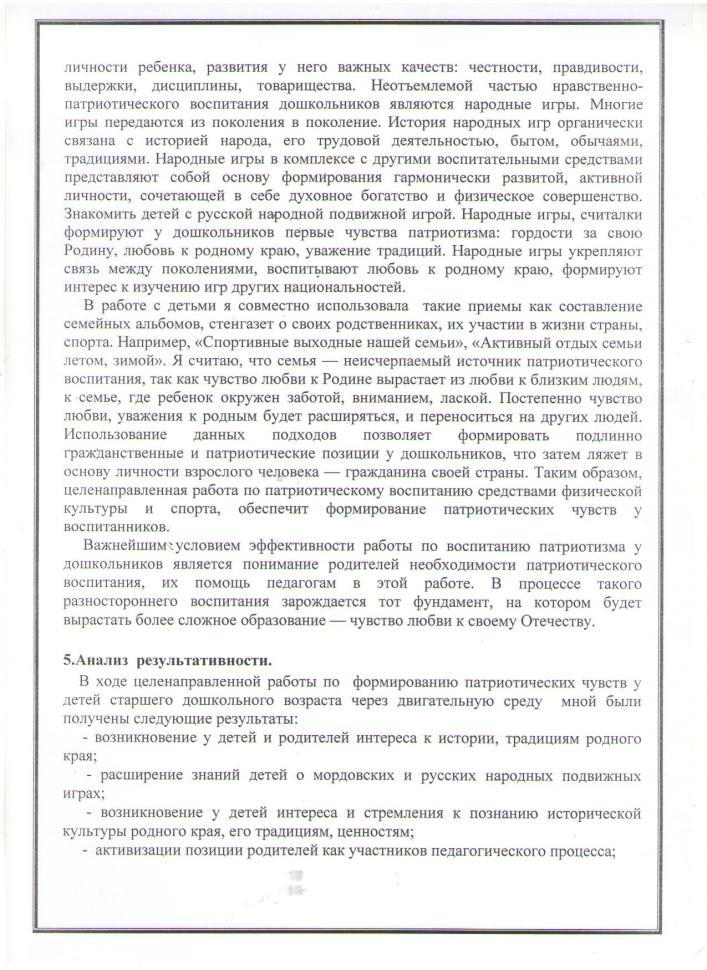 личности ребенка, развития у него важных качеств: честности, правдивости,
выдержки, дисциплины, товарищества. Неотъемлемой частью нравственно-
патриотического воспитания дошкольников являются народные игры. Многие
игры передаются из поколения в поколение. История народных игр органически
связана с историей народа, его трудовой деятельностью, бытом, обычаями,
традициями. Народные игры в комплексе с другими воспитательными средствами
представляют собой основу формирования гармонически развитой, активной
личности, сочетающей в себе духовное богатство и физическое совершенство.
Знакомить детей с русской народной подвижной игрой. Народные игры, считалки
формируют у дошкольников первые чувства патриотизма: гордости за свою
Родину, любовь к родному краю, уважение традиций. Народные игры укрепляют
связь между поколениями, воспитывают любовь к родному краю, формируют
интерес к изучению игр других национальностей.
В работе с детьми я совместно использовала такие приемы как составление
семейных альбомов, стенгазет о своих родственниках, их участии в жизни страны,
спорта. Например, «Спортивные выходные нашей семьи», «Активный отдых семьи
летом, зимой». Я считаю, что семья — неисчерпаемый источник патриотического
воспитания, так как чувство любви к Родине вырастает из любви к близким людям,
к семье, где ребенок окружен заботой, вниманием, лаской. Постепенно чувство
любви, уважения к родным будет расширяться, и переноситься на других людей.
Использование данных подходов позволяет формировать подлинно
гражданственные и патриотические позиции у дошкольников, что затем ляжет в
основу личности взрослого человека — гражданина своей страны. Таким образом,
целенаправленная работа по патриотическому воспитанию средствами физической
культуры и спорта, обеспечит формирование патриотических чувств у
воспитанников.
Важнейшим условием эффективности работы по воспитанию патриотизма у
дошкольников является понимание родителей необходимости патриотического
воспитания, их помощь педагогам в этой работе. В процессе такого
разностороннего воспитания зарождается тот фундамент, на котором будет
вырастать более сложное образование — чувство любви к своему Отечеству.
5.Анализ результативности.
В ходе целенаправленной работы по формированию патриотических чувств у
детей старшего дошкольного возраста через двигательную среду мной были
получены следующие результаты:
- возникновение у детей и родителей интереса к истории, традициям родного
края;
- расширение знаний детей о мордовских и русских народных подвижных
играх;
- возникновение у детей интереса и стремления к познанию исторической
культуры родного края, его традициям, ценностям;
- активизации позиции родителей как участников педагогического процесса;